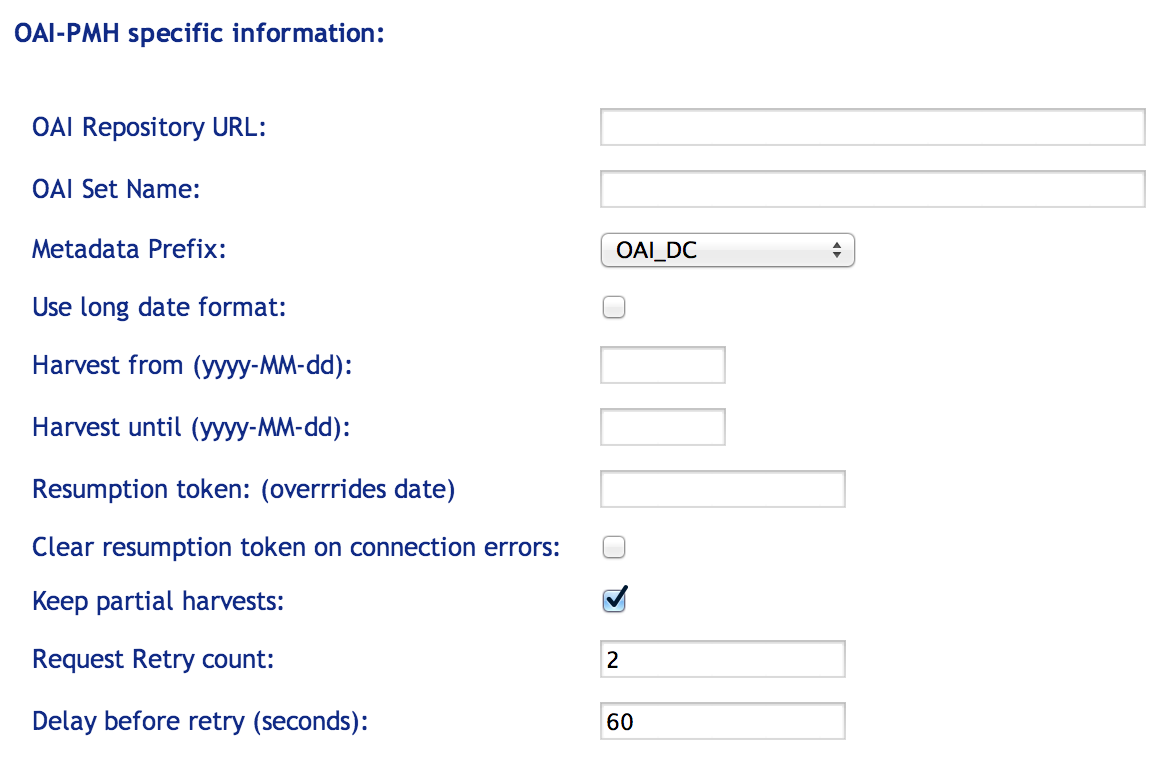 OAI-PMH specific information:
OAI Repository URL:
OAI Set Name:
Metadata Prefix: OAI_DC
Use long date format:
Harvest from (yyyy-MM-dd):
Harvest until (yyyy-MM-dd):
Resumption token: (overrrides date)
Clear resumption token on connection errors:
Keep partial harvests:
Request Retry count: 2
Delay before retry (seconds): 60